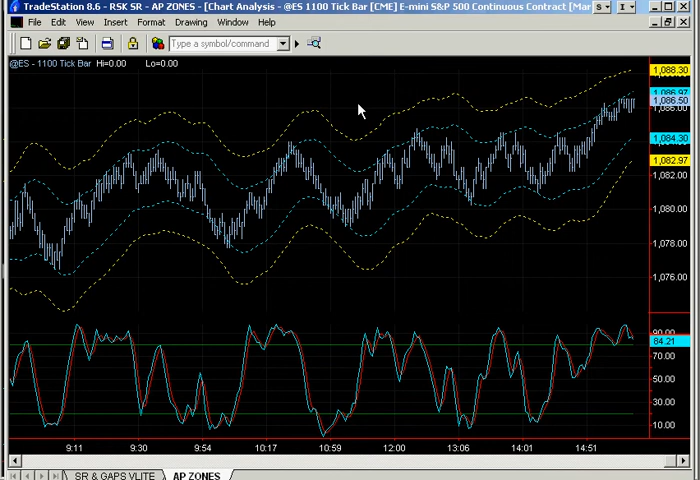 TradeStation 8.6 - RSK SR - AP ZONES - [Chart Analysis - @ES 1100 Tick Bar [CME] E-mini S&P 500 Continuous Contract [Mar
S I
File Edit View Insert Format Drawing Window Help
Type a symbol/command
@ES - 1100 Tick Bar Hi=0.00 Lo=0.00
1,088.30
1,086.97
1,086.50
1,086.00
1,084.30
1,082.97
1,082.00
1,080.00
1,078.00
1,076.00
90.00
84.21
70.00
50.00
30.00
10.00
9:11 9:30 9:54 10:17 10:59 12:00 13:06 14:01 14:51
SR & GAPS VLITE AP ZONES